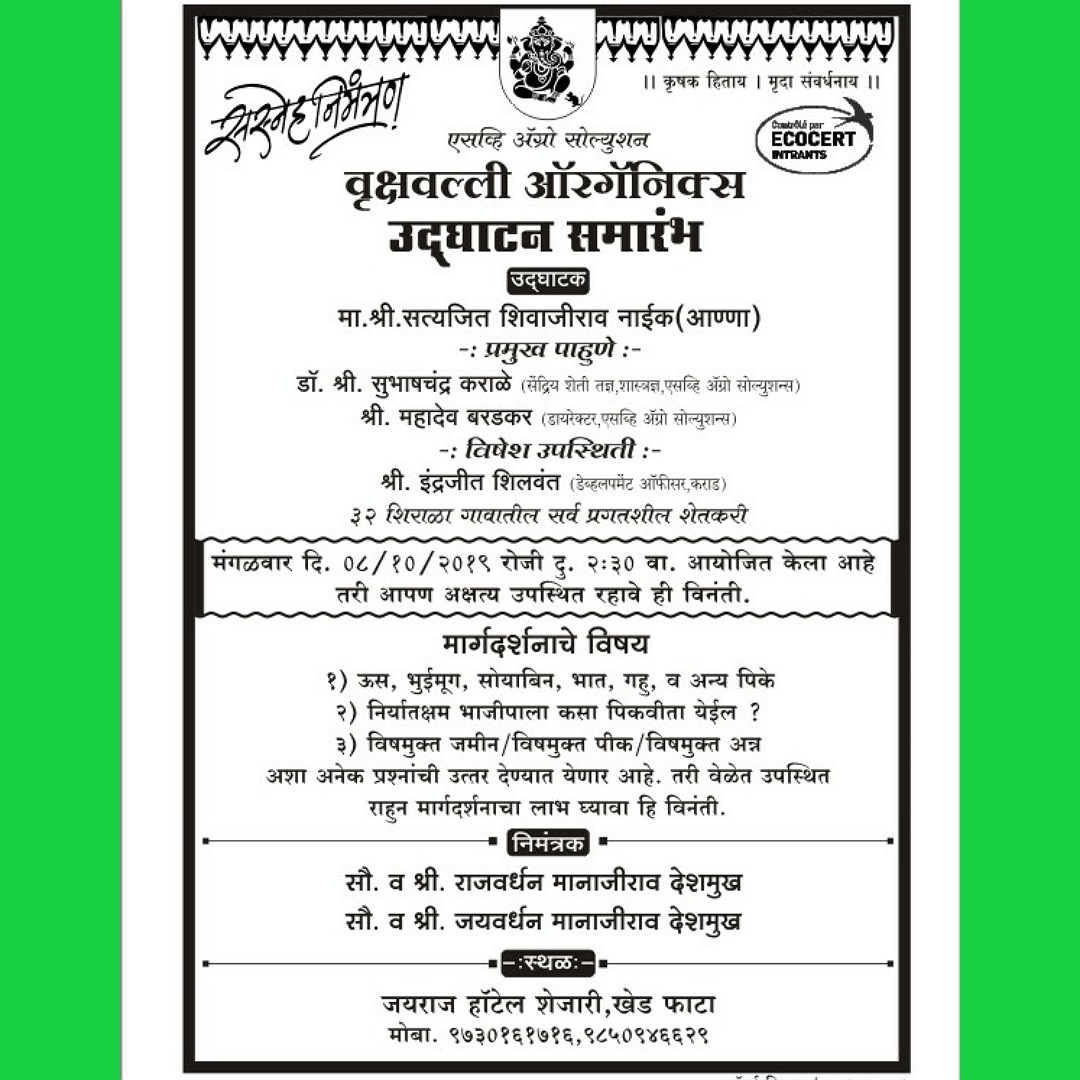 सस्नेह निमंत्रण!
।। कृषक हिताय । मृदा संवर्धनाय ।।
Contrôlé par
ECOCERT
INTRANTS
एसव्हि ॲग्रो सोल्युशन
वृक्षवल्ली ऑरगॅनिक्स
उद्‌घाटन समारंभ
उद्‌घाटक
मा.श्री.सत्यजित शिवाजीराव नाईक(आण्णा)
-: प्रमुख पाहुणे :-
डॉ. श्री. सुभाषचंद्र कराळे (सेंद्रिय शेती तज्ञ,शास्त्रज्ञ,एसव्हि ॲग्रो सोल्युशन्स)
श्री. महादेव बरडकर (डायरेक्टर,एसव्हि ॲग्रो सोल्युशन्स)
-: विषेश उपस्थिती :-
श्री. इंद्रजीत शिलवंत (डेव्हलपमेंट ऑफीसर,कराड)
३२ शिराळा गावातील सर्व प्रगतशील शेतकरी
मंगळवार दि. ०८/१०/२०१९ रोजी दु. २:३० वा. आयोजित केला आहे
तरी आपण अक्षत्य उपस्थित रहावे ही विनंती.
मार्गदर्शनाचे विषय
१) ऊस, भुईमूग, सोयाबिन, भात, गहु, व अन्य पिके
२) निर्यातक्षम भाजीपाला कसा पिकवीता येईल ?
३) विषमुक्त जमीन/विषमुक्त पीक/विषमुक्त अन्न
अशा अनेक प्रश्नांची उत्तर देण्यात येणार आहे. तरी वेळेत उपस्थित
राहुन मार्गदर्शनाचा लाभ घ्यावा हि विनंती.
निमंत्रक
सौ. व श्री. राजवर्धन मानाजीराव देशमुख
सौ. व श्री. जयवर्धन मानाजीराव देशमुख
-:स्थळ:-
जयराज हॉटेल शेजारी,खेड फाटा
मोबा. ९७३०१६१७१६,९८५०९४६६२९